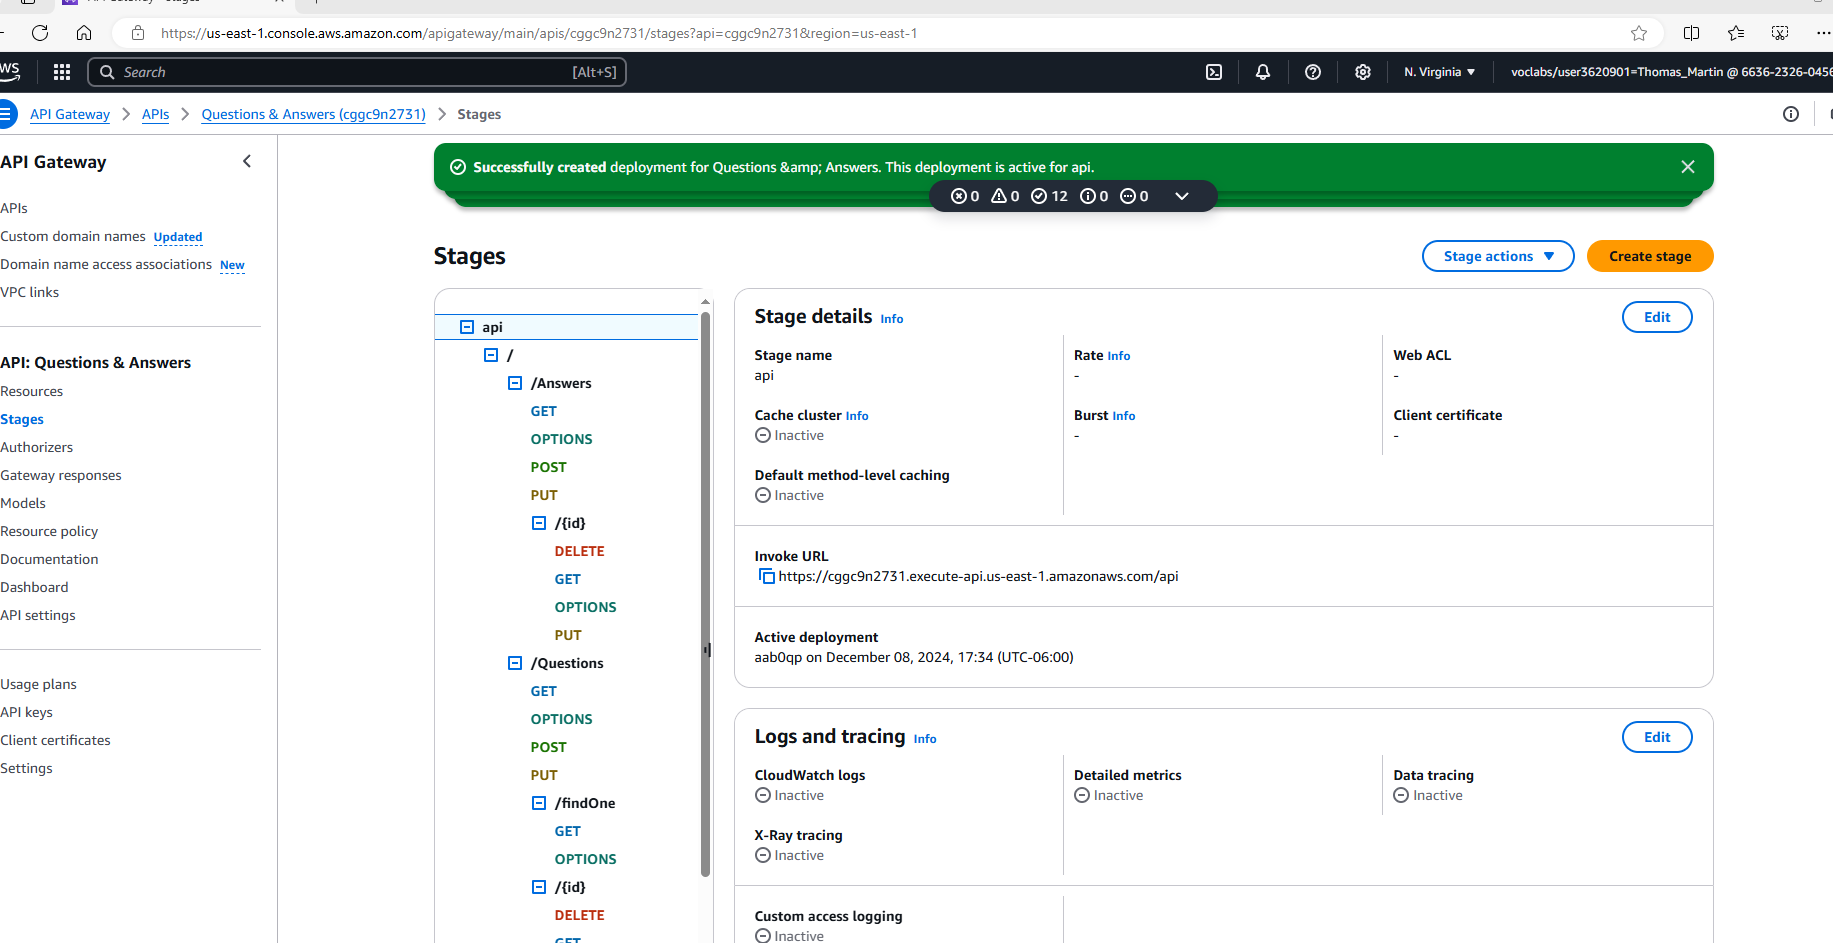 https://us-east-1.console.aws.amazon.com/apigateway/main/apis/cggc9n2731/stages?api=cggc9n2731&region=us-east-1
Search
[Alt+S]
N. Virginia
voclabs/user3620901=Thomas_Martin @ 6636-2326-0456
API Gateway
APIs
Questions & Answers (cggc9n2731)
Stages
API Gateway
APIs
Custom domain names Updated
Domain name access associations New
VPC links
API: Questions & Answers
Resources
Stages
Authorizers
Gateway responses
Models
Resource policy
Documentation
Dashboard
API settings
Usage plans
API keys
Client certificates
Settings
Successfully created deployment for Questions &amp; Answers. This deployment is active for api.
0 0 12 0 0
Stages
Stage actions
Create stage
api
/
/Answers
GET
OPTIONS
POST
PUT
/{id}
DELETE
GET
OPTIONS
PUT
/Questions
GET
OPTIONS
POST
PUT
/findOne
GET
OPTIONS
/{id}
DELETE
GET
Stage details Info
Edit
Stage name
api
Cache cluster Info
Inactive
Default method-level caching
Inactive
Rate Info
-
Burst Info
-
Web ACL
-
Client certificate
-
Invoke URL
https://cggc9n2731.execute-api.us-east-1.amazonaws.com/api
Active deployment
aab0qp on December 08, 2024, 17:34 (UTC-06:00)
Logs and tracing Info
Edit
CloudWatch logs
Inactive
X-Ray tracing
Inactive
Detailed metrics
Inactive
Data tracing
Inactive
Custom access logging
Inactive